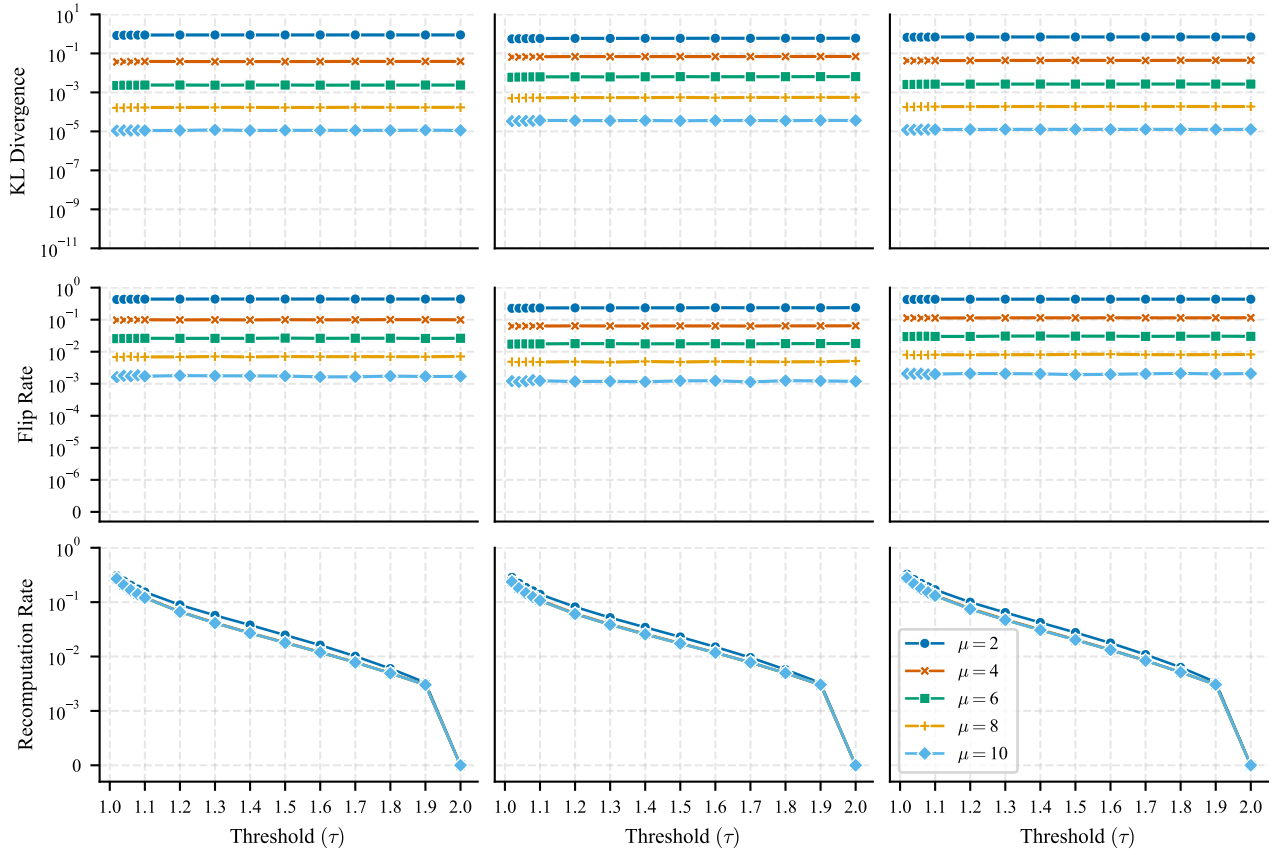 KL Divergence
10^1
10^-1
10^-3
10^-5
10^-7
10^-9
10^-11
Flip Rate
10^0
10^-1
10^-2
10^-3
10^-4
10^-5
10^-6
0
Recomputation Rate
10^0
10^-1
10^-2
10^-3
0
μ = 2
μ = 4
μ = 6
μ = 8
μ = 10
1.0 1.1 1.2 1.3 1.4 1.5 1.6 1.7 1.8 1.9 2.0
1.0 1.1 1.2 1.3 1.4 1.5 1.6 1.7 1.8 1.9 2.0
1.0 1.1 1.2 1.3 1.4 1.5 1.6 1.7 1.8 1.9 2.0
Threshold (τ)
Threshold (τ)
Threshold (τ)